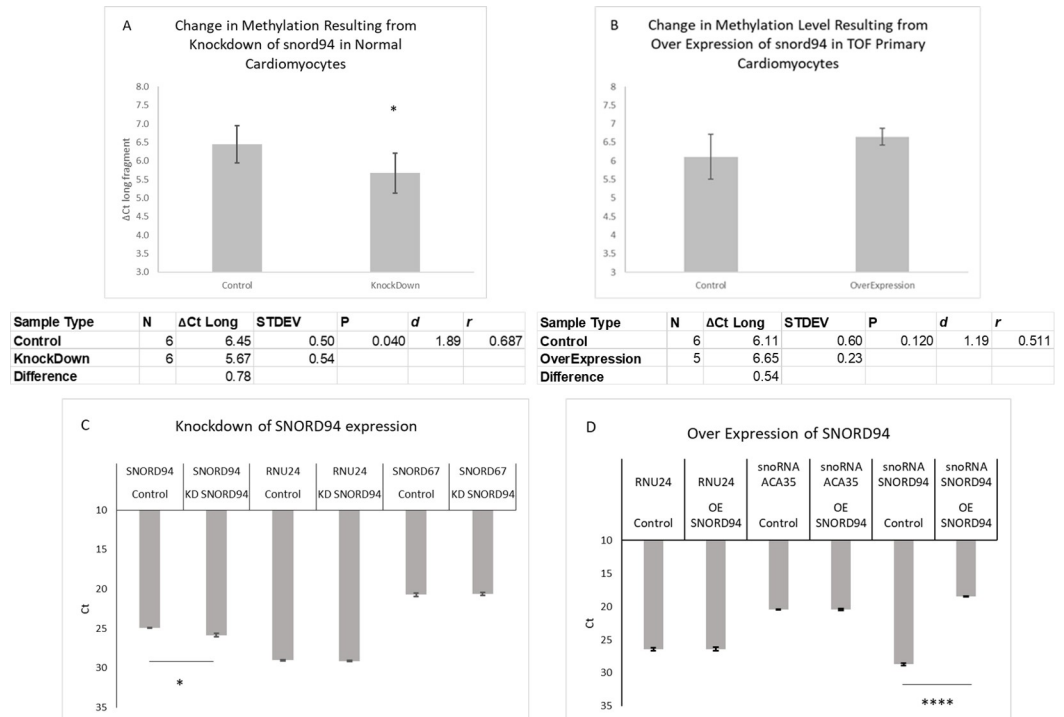 A
Change in Methylation Resulting from
Knockdown of snord94 in Normal
Cardiomyocytes
8.0
7.5
7.0
6.5
6.0
5.5
5.0
4.5
4.0
3.5
3.0
ΔCt long fragment
*
Control
KnockDown
B
Change in Methylation Level Resulting from
Over Expression of snord94 in TOF Primary
Cardiomyocytes
8
7.5
7
6.5
6
5.5
5
4.5
4
3.5
3
Control
OverExpression
Sample Type N ΔCt Long STDEV P d r
Control 6 6.45 0.50 0.040 1.89 0.687
KnockDown 6 5.67 0.54
Difference 0.78
Sample Type N ΔCt Long STDEV P d r
Control 6 6.11 0.60 0.120 1.19 0.511
OverExpression 5 6.65 0.23
Difference 0.54
C
Knockdown of SNORD94 expression
SNORD94 SNORD94 RNU24 RNU24 SNORD67 SNORD67
Control KD SNORD94 Control KD SNORD94 Control KD SNORD94
10
15
20
25
30
35
Ct
*
D
Over Expression of SNORD94
RNU24 RNU24 snoRNA ACA35 snoRNA ACA35 snoRNA SNORD94 snoRNA SNORD94
Control OE SNORD94 Control OE SNORD94 Control OE SNORD94
10
15
20
25
30
35
Ct
****